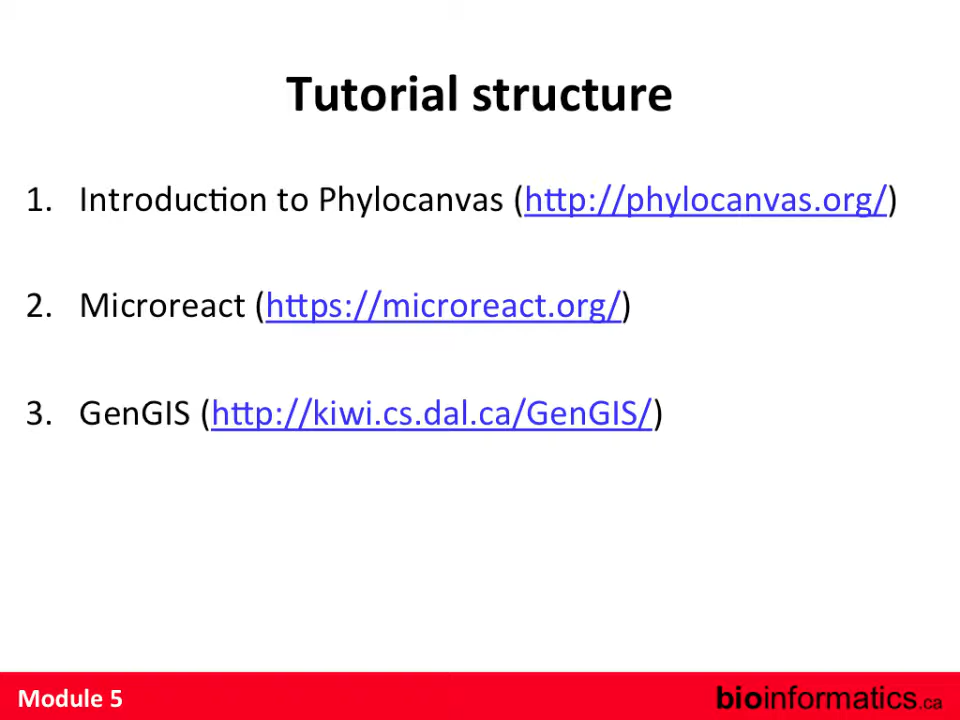 Tutorial structure
1. Introduction to Phylocanvas (http://phylocanvas.org/)
2. Microreact (https://microreact.org/)
3. GenGIS (http://kiwi.cs.dal.ca/GenGIS/)
Module 5
bioinformatics.ca